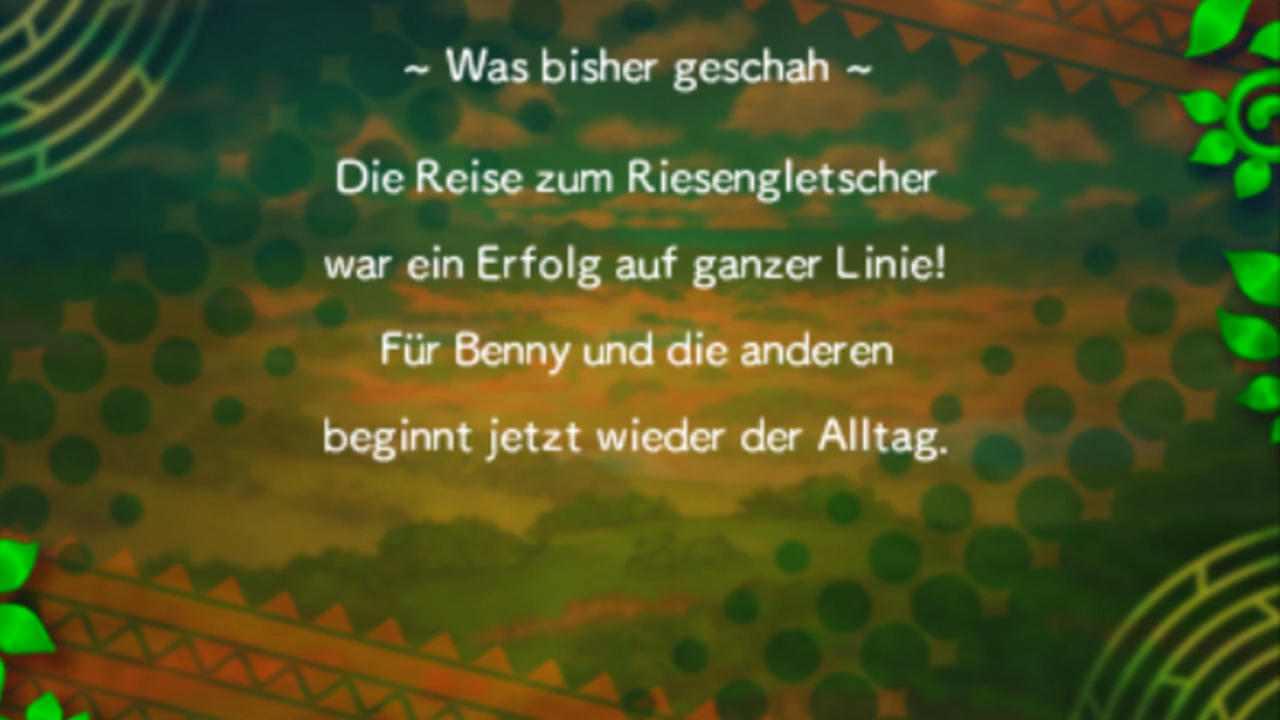 ~ Was bisher geschah ~
Die Reise zum Riesengletscher
war ein Erfolg auf ganzer Linie!
Für Benny und die anderen
beginnt jetzt wieder der Alltag.